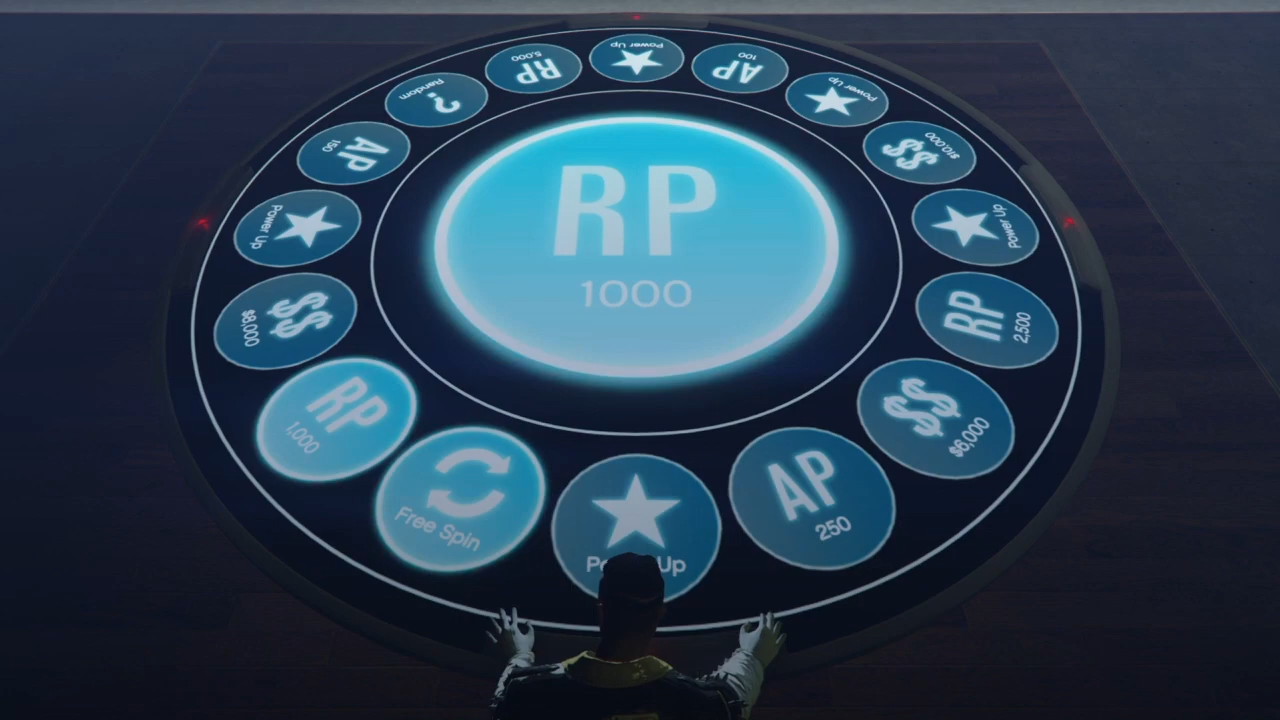 Power Up
RP
5,000
AP
100
Random
?
Power Up
AP
150
$$
$10,000
Power Up
Power Up
RP
1000
$$
$8,000
RP
2,500
RP
1,000
$$
$6,000
Free Spin
AP
250
Up